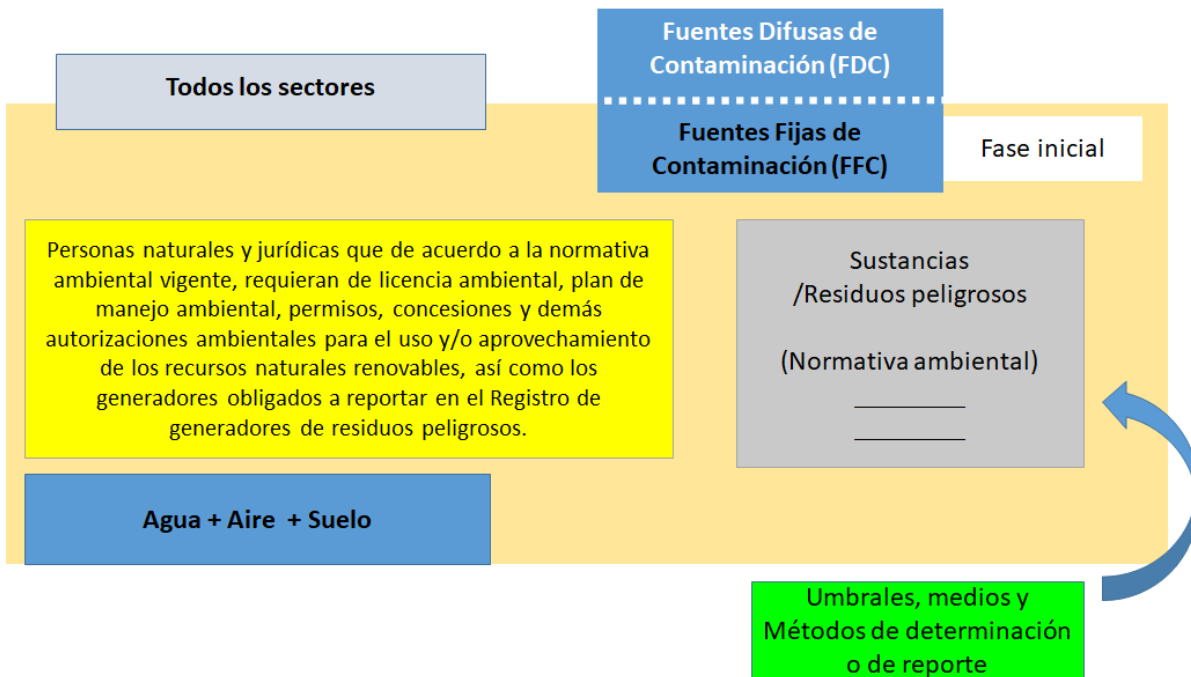 Fuentes Difusas de
Contaminación (FDC)
Todos los sectores
Fuentes Fijas de
Contaminación (FFC)
Fase inicial
Personas naturales y jurídicas que de acuerdo a la normativa
ambiental vigente, requieran de licencia ambiental, plan de
manejo ambiental, permisos, concesiones y demás
autorizaciones ambientales para el uso y/o aprovechamiento
de los recursos naturales renovables, así como los
generadores obligados a reportar en el Registro de
generadores de residuos peligrosos.
Sustancias
/Residuos peligrosos
(Normativa ambiental)
Agua + Aire + Suelo
Umbrales, medios y
Métodos de determinación
o de reporte